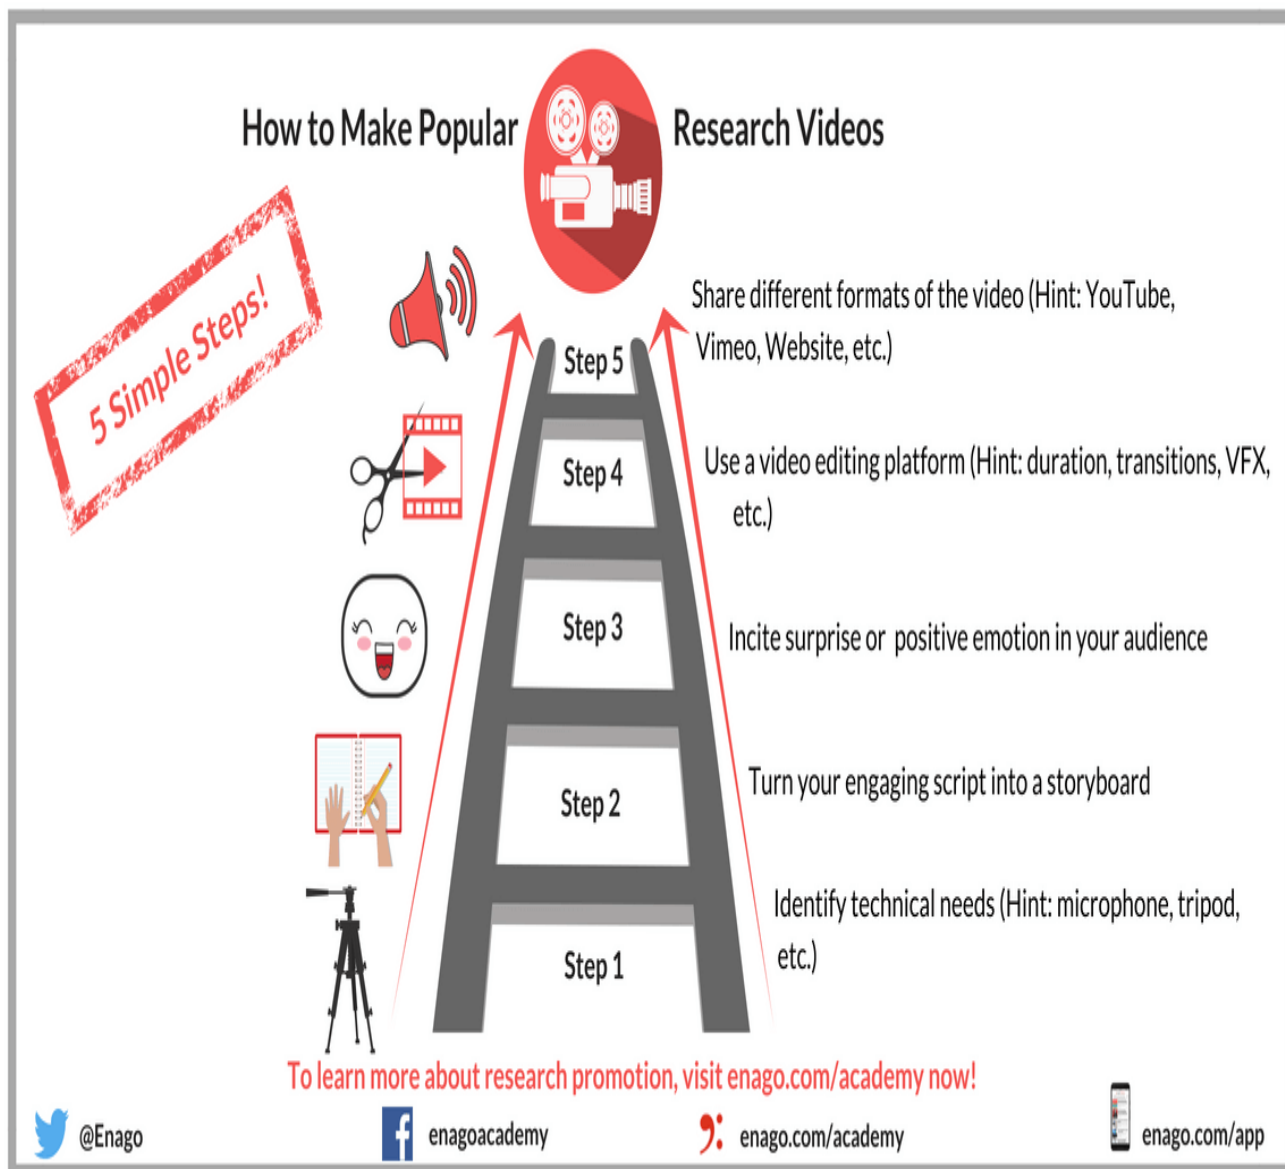 How to Make Popular Research Videos
5 Simple Steps!
Step 5
Share different formats of the video (Hint: YouTube,
Vimeo, Website, etc.)
Step 4
Use a video editing platform (Hint: duration, transitions, VFX,
etc.)
Step 3
Incite surprise or positive emotion in your audience
Step 2
Turn your engaging script into a storyboard
Step 1
Identify technical needs (Hint: microphone, tripod,
etc.)
To learn more about research promotion, visit enago.com/academy now!
@Enago
enagoacademy
enago.com/academy
enago.com/app